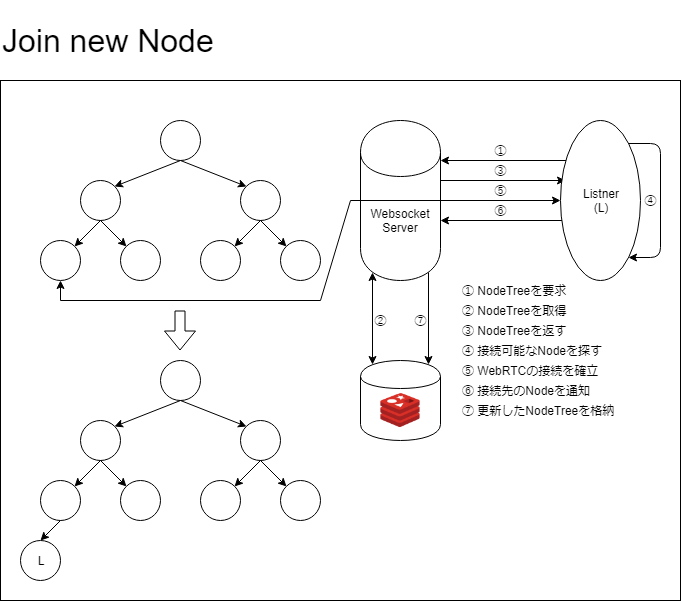 Join new Node
①
③
⑤
⑥
④
Websocket
Server
Listner
(L)
②
⑦
① NodeTreeを要求
② NodeTreeを取得
③ NodeTreeを返す
④ 接続可能なNodeを探す
⑤ WebRTCの接続を確立
⑥ 接続先のNodeを通知
⑦ 更新したNodeTreeを格納
L